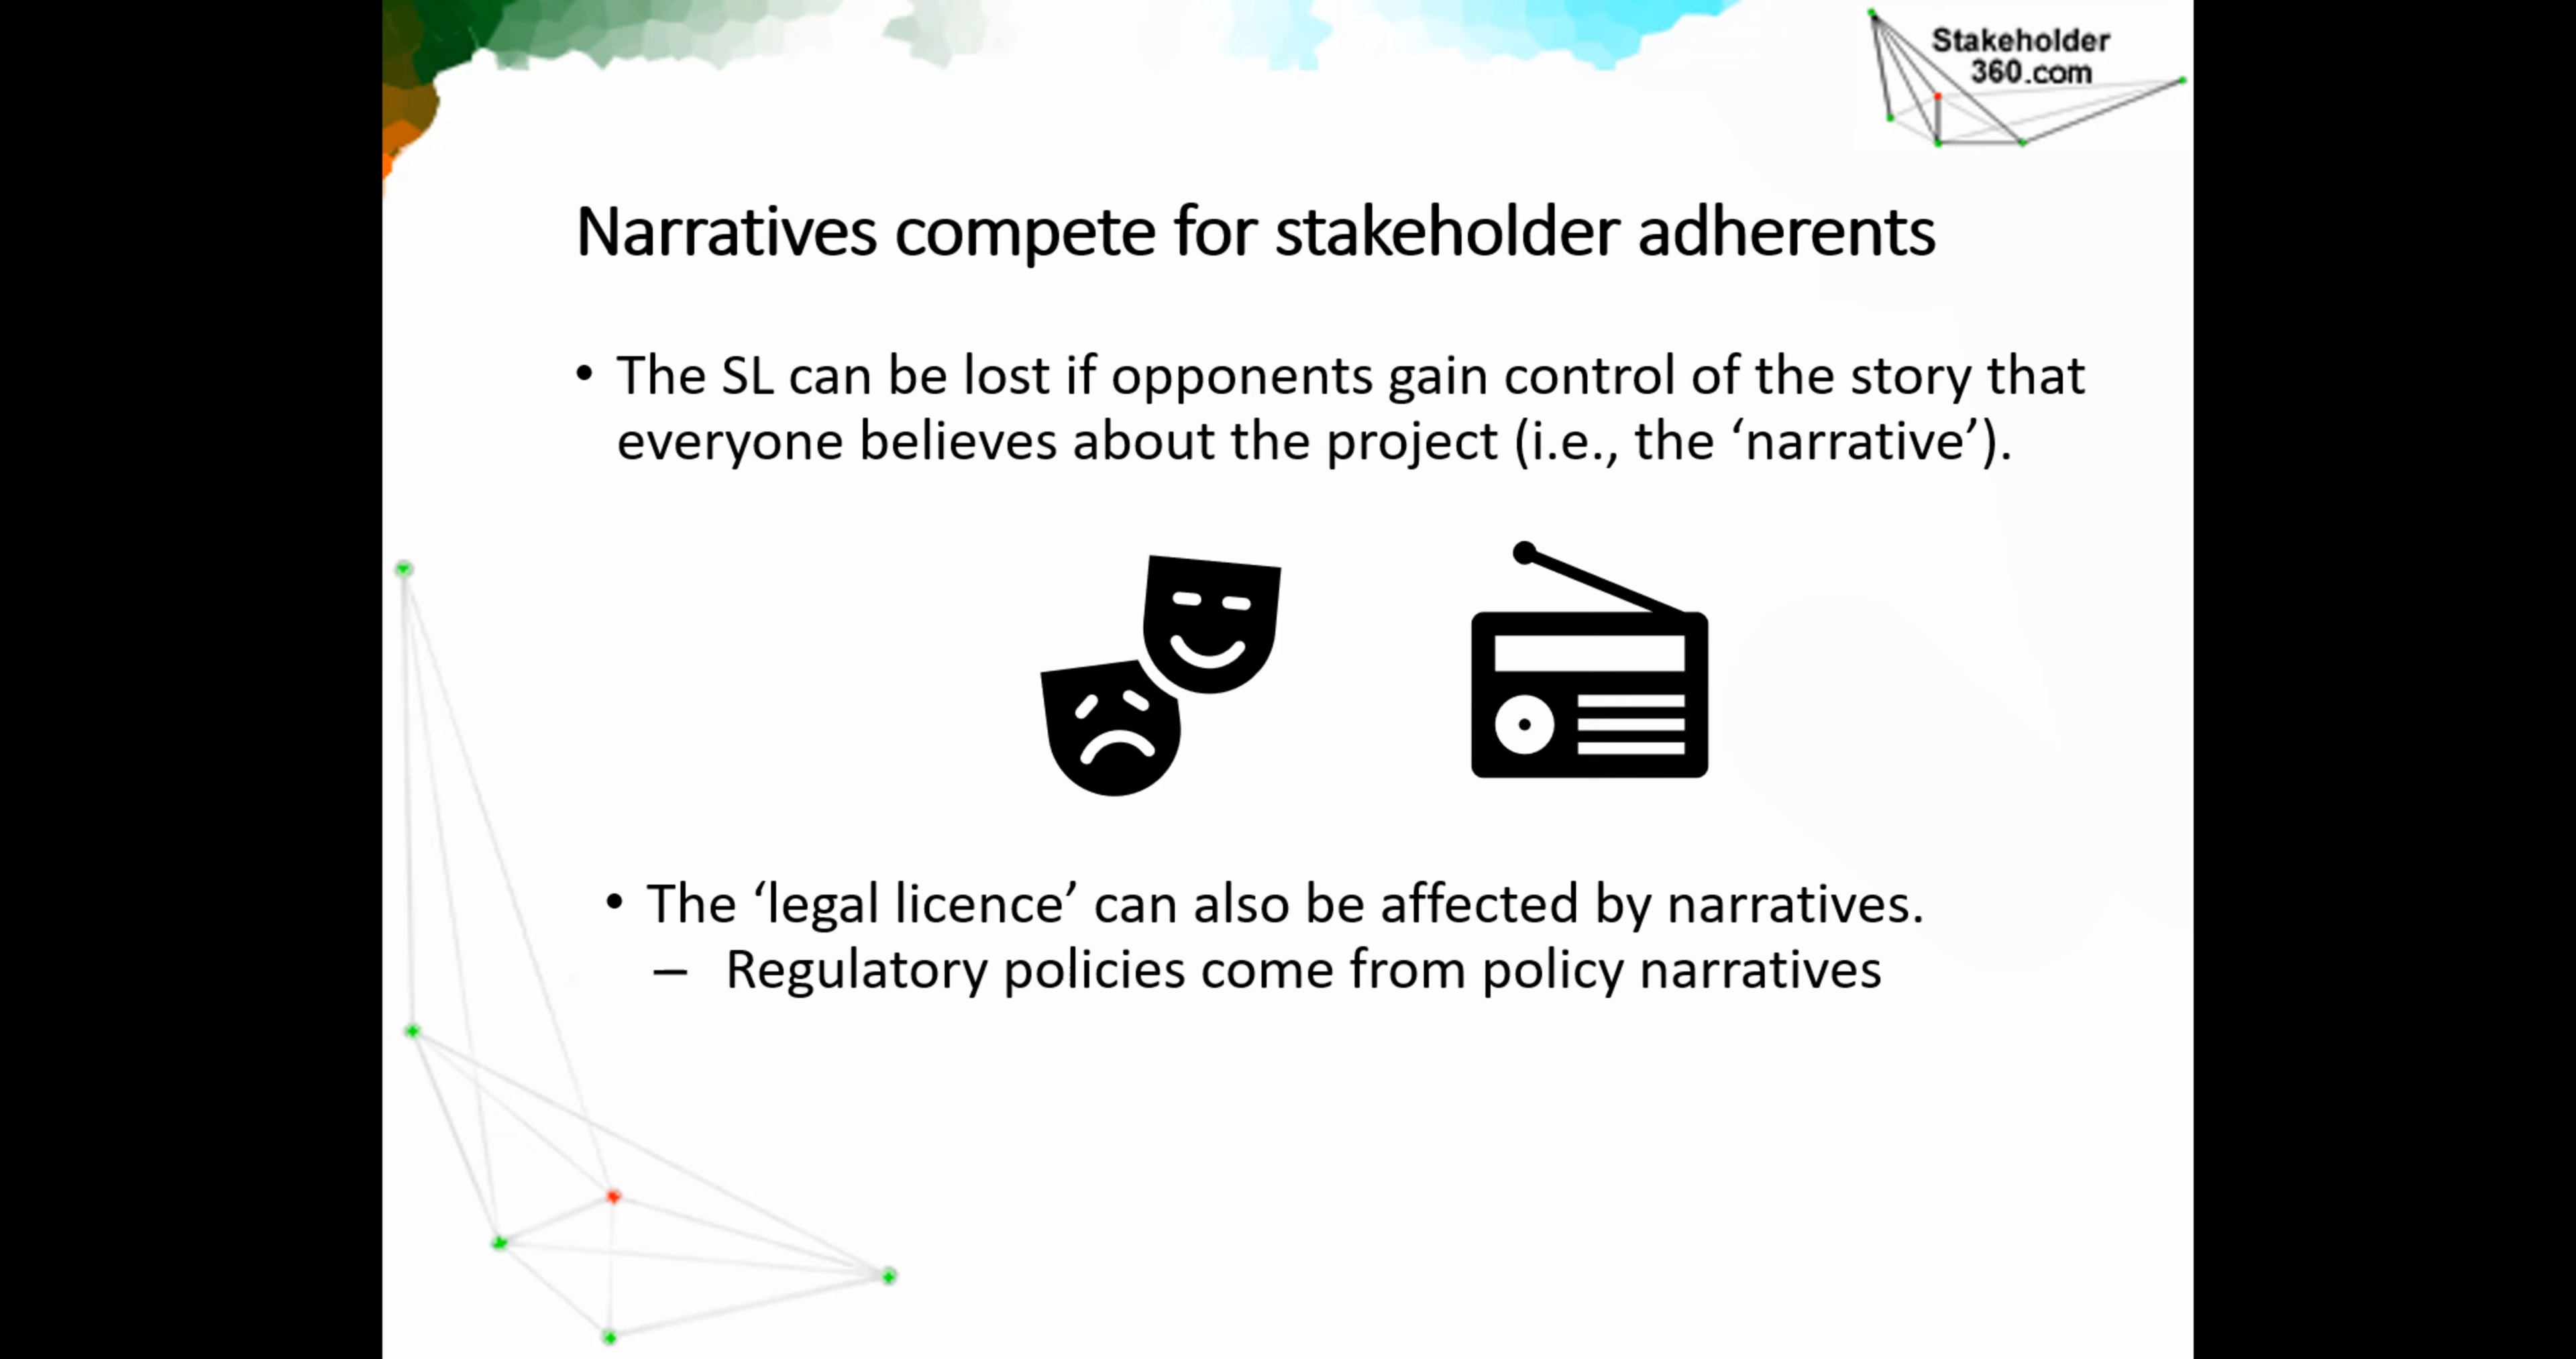 Stakeholder
360.com
Narratives compete for stakeholder adherents
• The SL can be lost if opponents gain control of the story that
everyone believes about the project (i.e., the ‘narrative’).
• The ‘legal licence’ can also be affected by narratives.
– Regulatory policies come from policy narratives